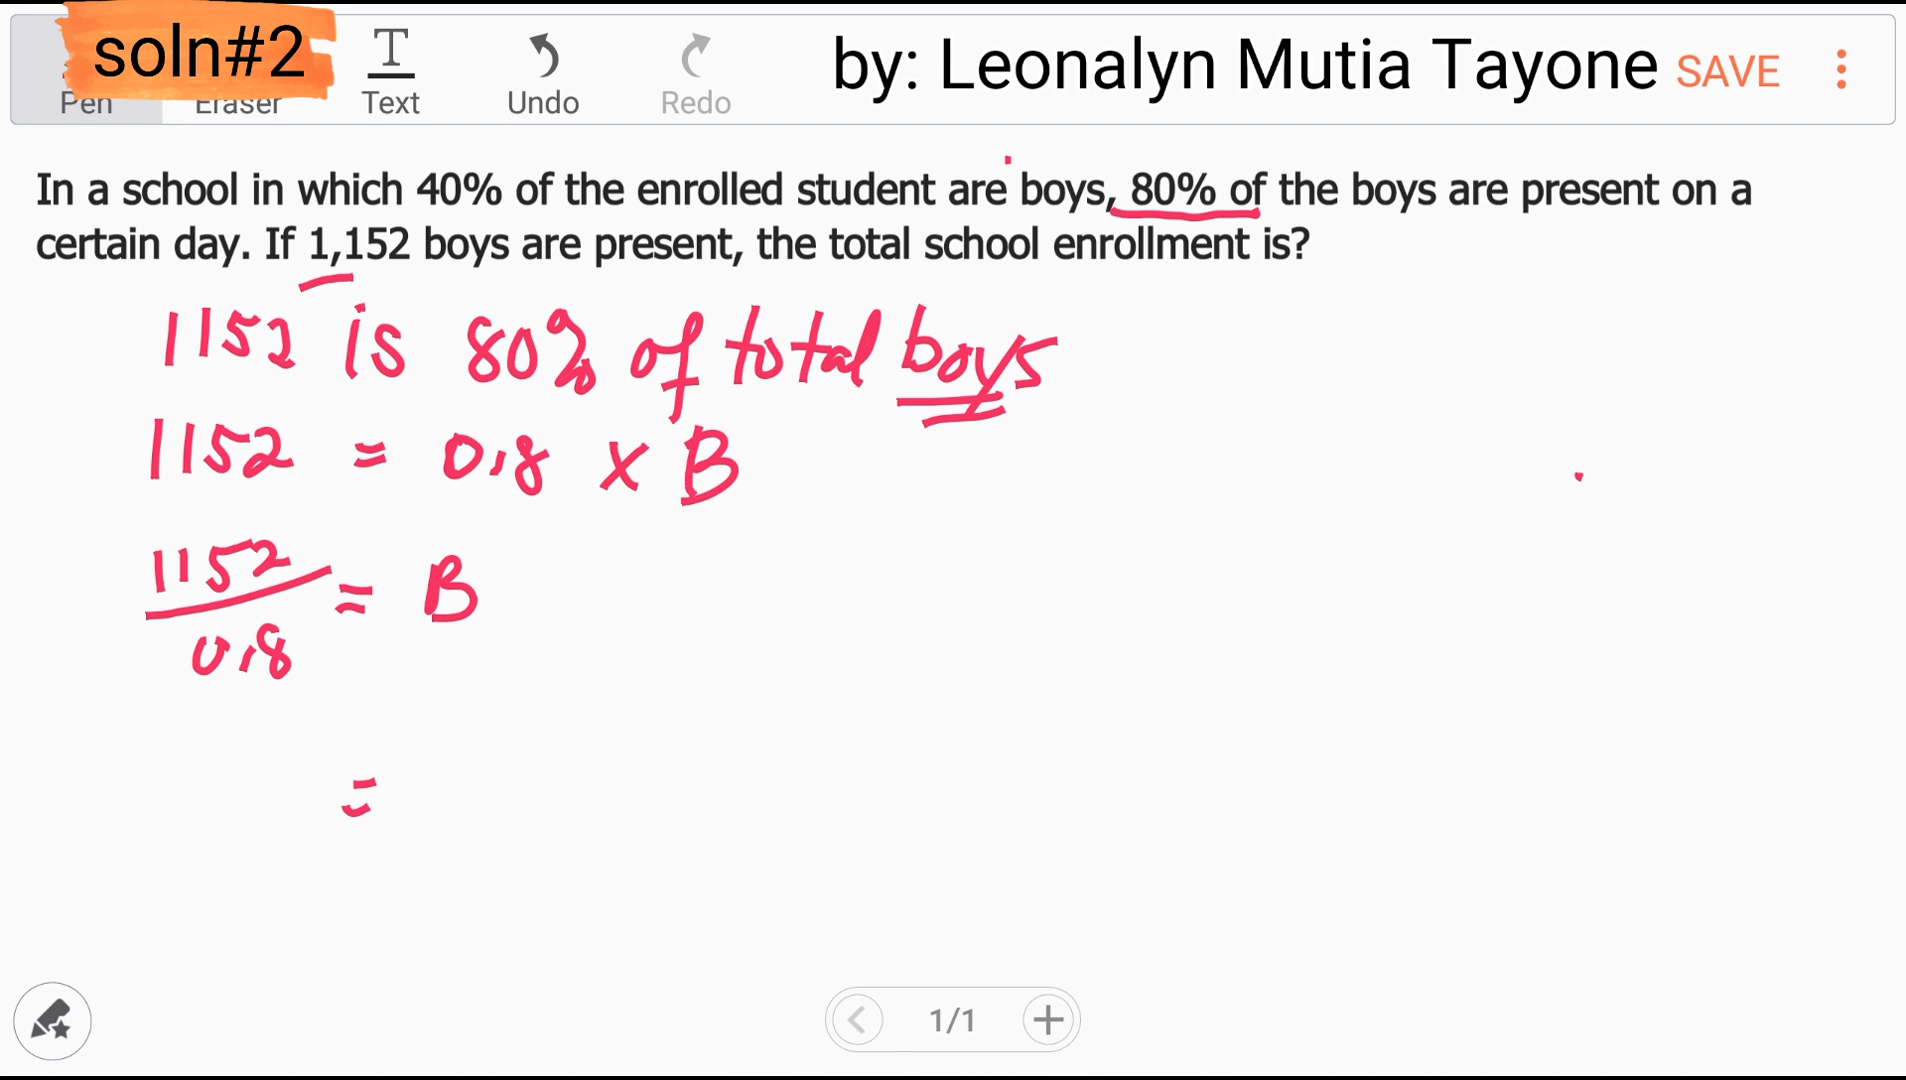 soln#2
by: Leonalyn Mutia Tayone
SAVE
Pen
Eraser
Text
Undo
Redo
In a school in which 40% of the enrolled student are boys, 80% of the boys are present on a
certain day. If 1,152 boys are present, the total school enrollment is?
1152 is 80% of total boys
1152 = 0.8 x B
1152
0.8
= B
=
1/1